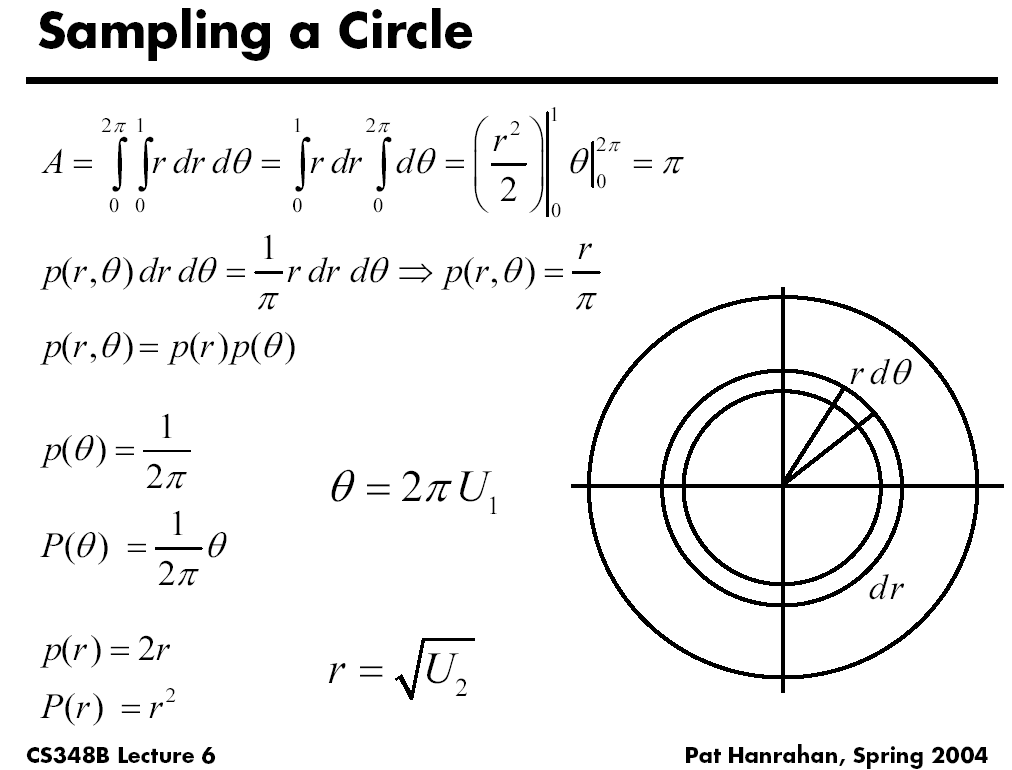 Sampling a Circle
A = ∫₀^{2π} ∫₀^1 r dr dθ = ∫₀^1 r dr ∫₀^{2π} dθ = (r²/2)|₀^1 θ|₀^{2π} = π
p(r,θ) dr dθ = 1/π r dr dθ ⇒ p(r,θ) = r/π
p(r,θ) = p(r)p(θ)
r dθ
p(θ) = 1/2π
θ = 2π U₁
P(θ) = 1/2π θ
dr
p(r) = 2r
r = √U₂
P(r) = r²
CS348B Lecture 6
Pat Hanrahan, Spring 2004